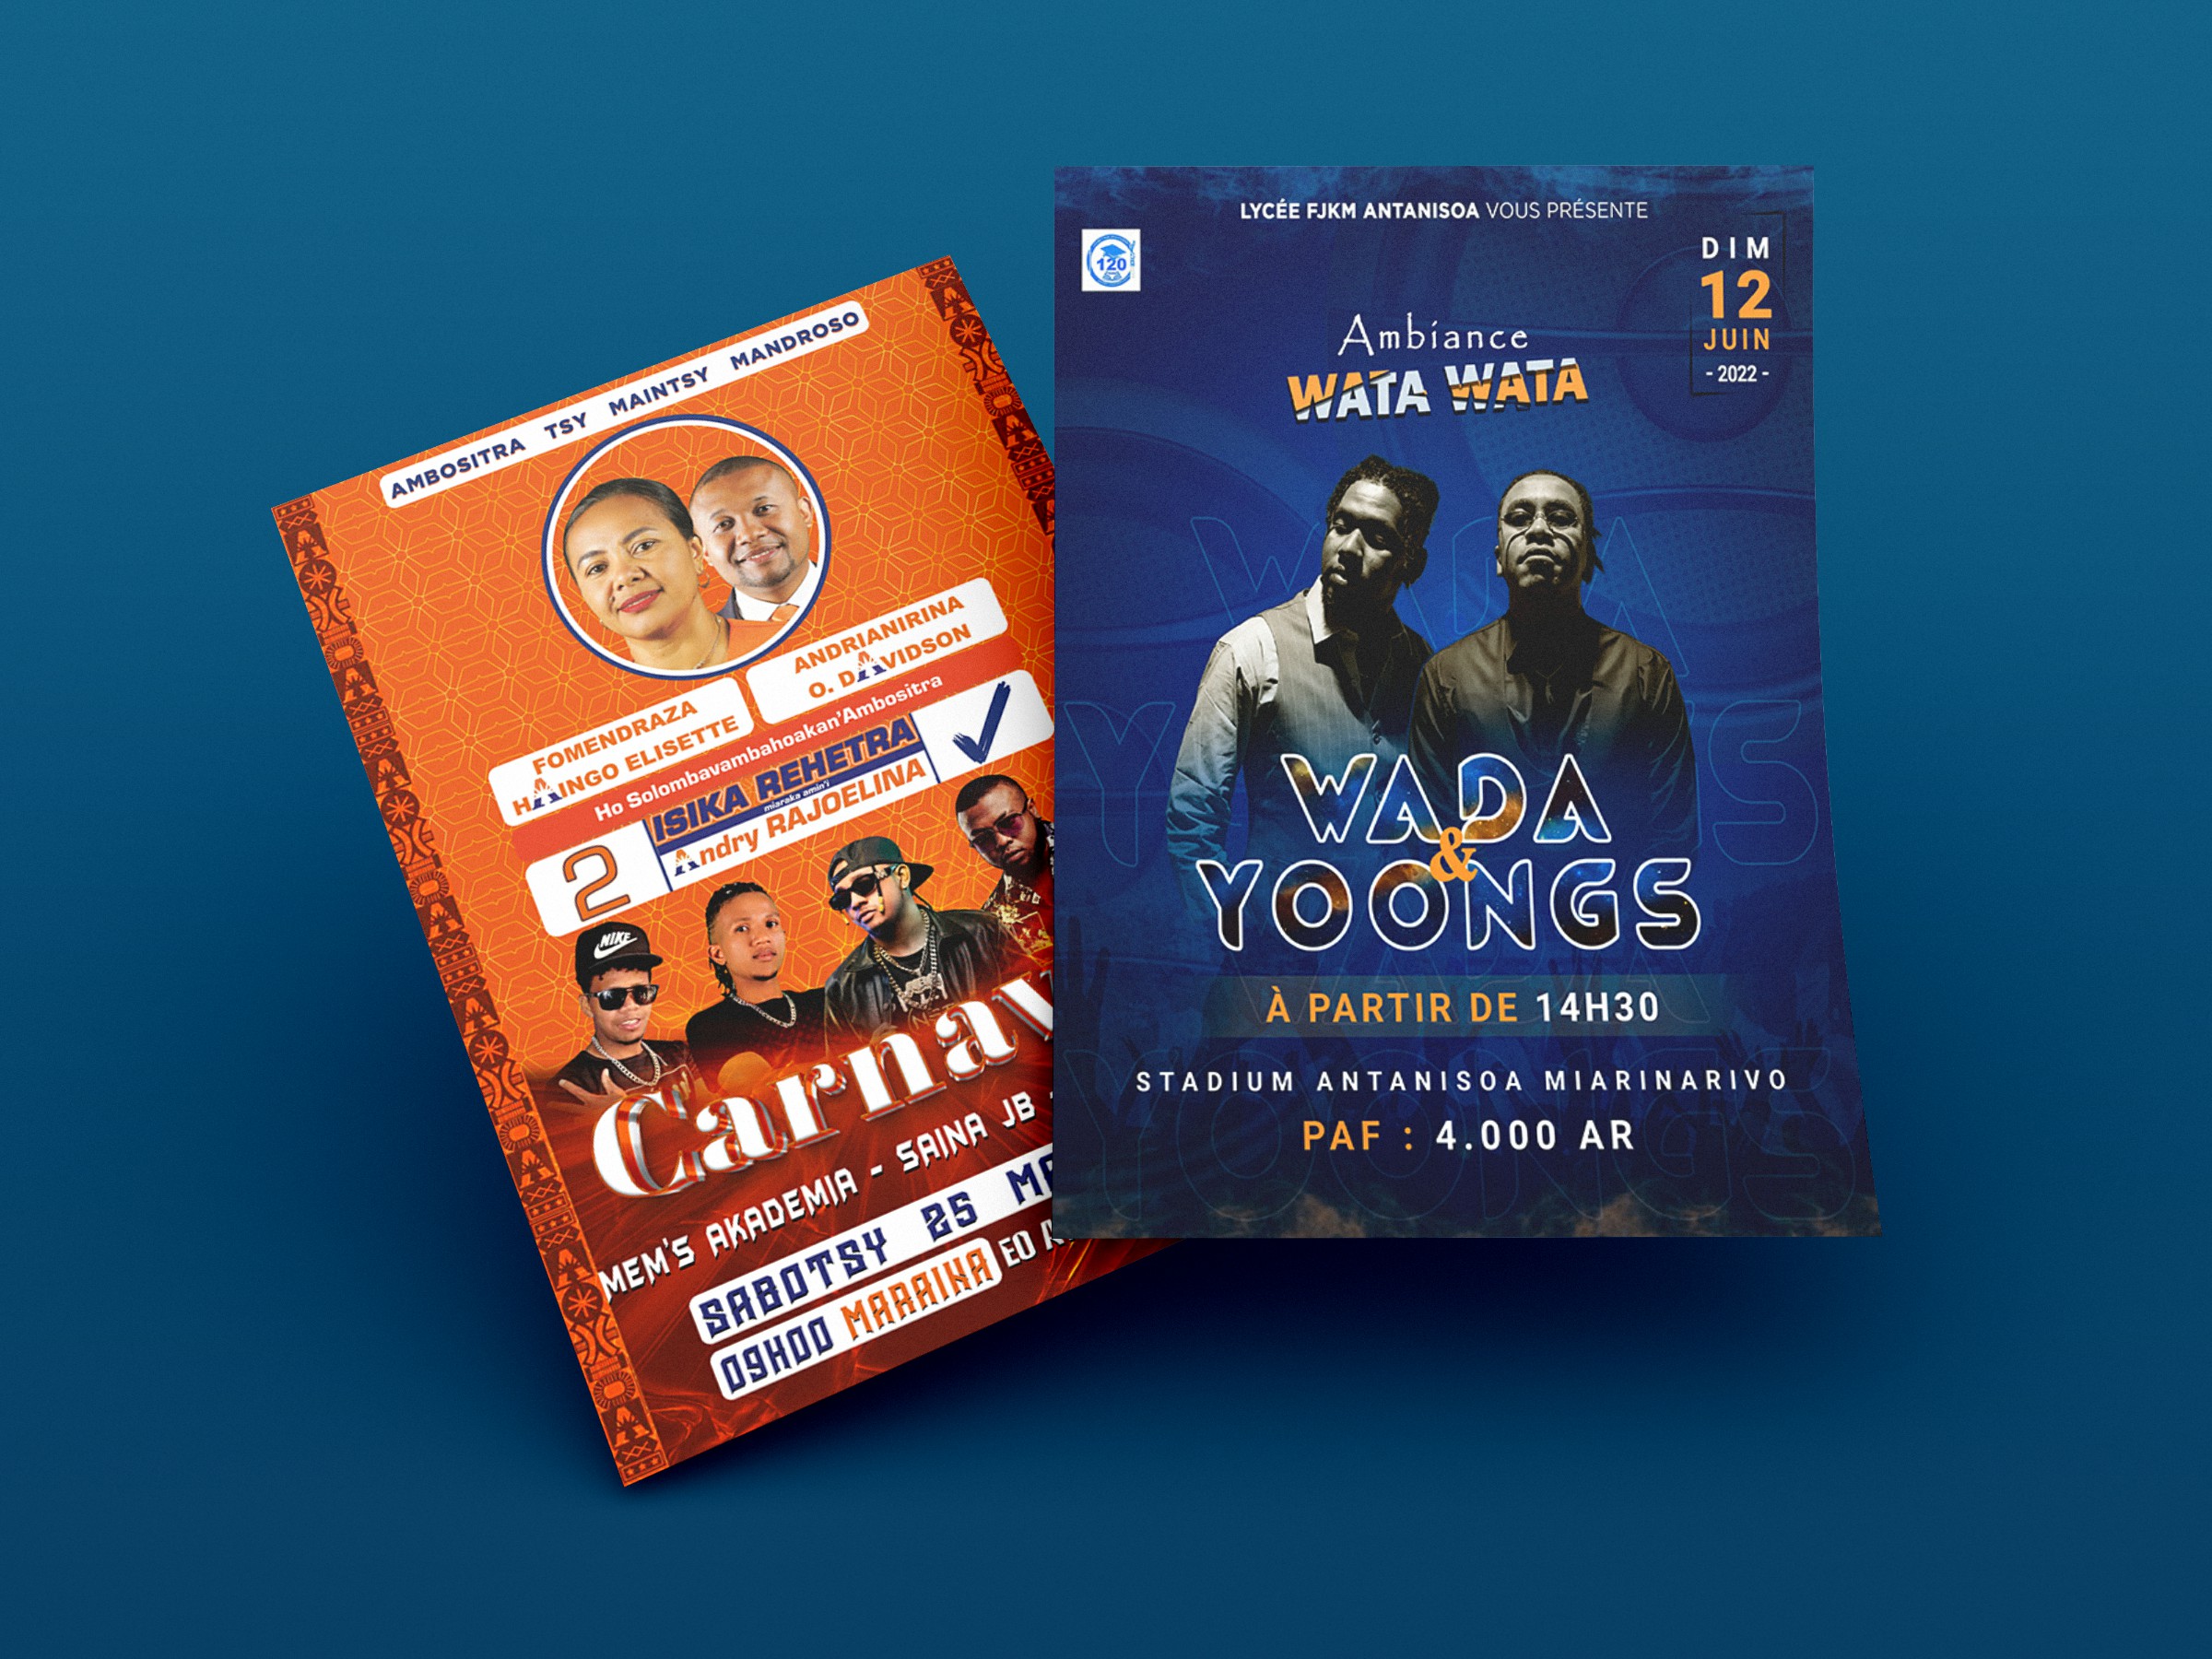 AMBOSITRA TSY MAINTSY MANDROSO
FOMENDRAZA
HAINGO ELISETTE
ANDRIANIRINA
O. DAVIDSON
Ho Solombavambahoakan'Ambositra
2
ISIKA REHETRA
miaraka amin'i
Andry RAJOELINA
NIKE
Carnav
MEM'S AKADEMIA - SAINA JB
SABOTSY 25
09H00 MARAINA EO
LYCÉE FJKM ANTANISOA VOUS PRÉSENTE
120
DIM
12
JUIN
- 2022 -
Ambiance
WATA WATA
WADA
&
YOONGS
À PARTIR DE 14H30
STADIUM ANTANISOA MIARINARIVO
PAF : 4.000 AR